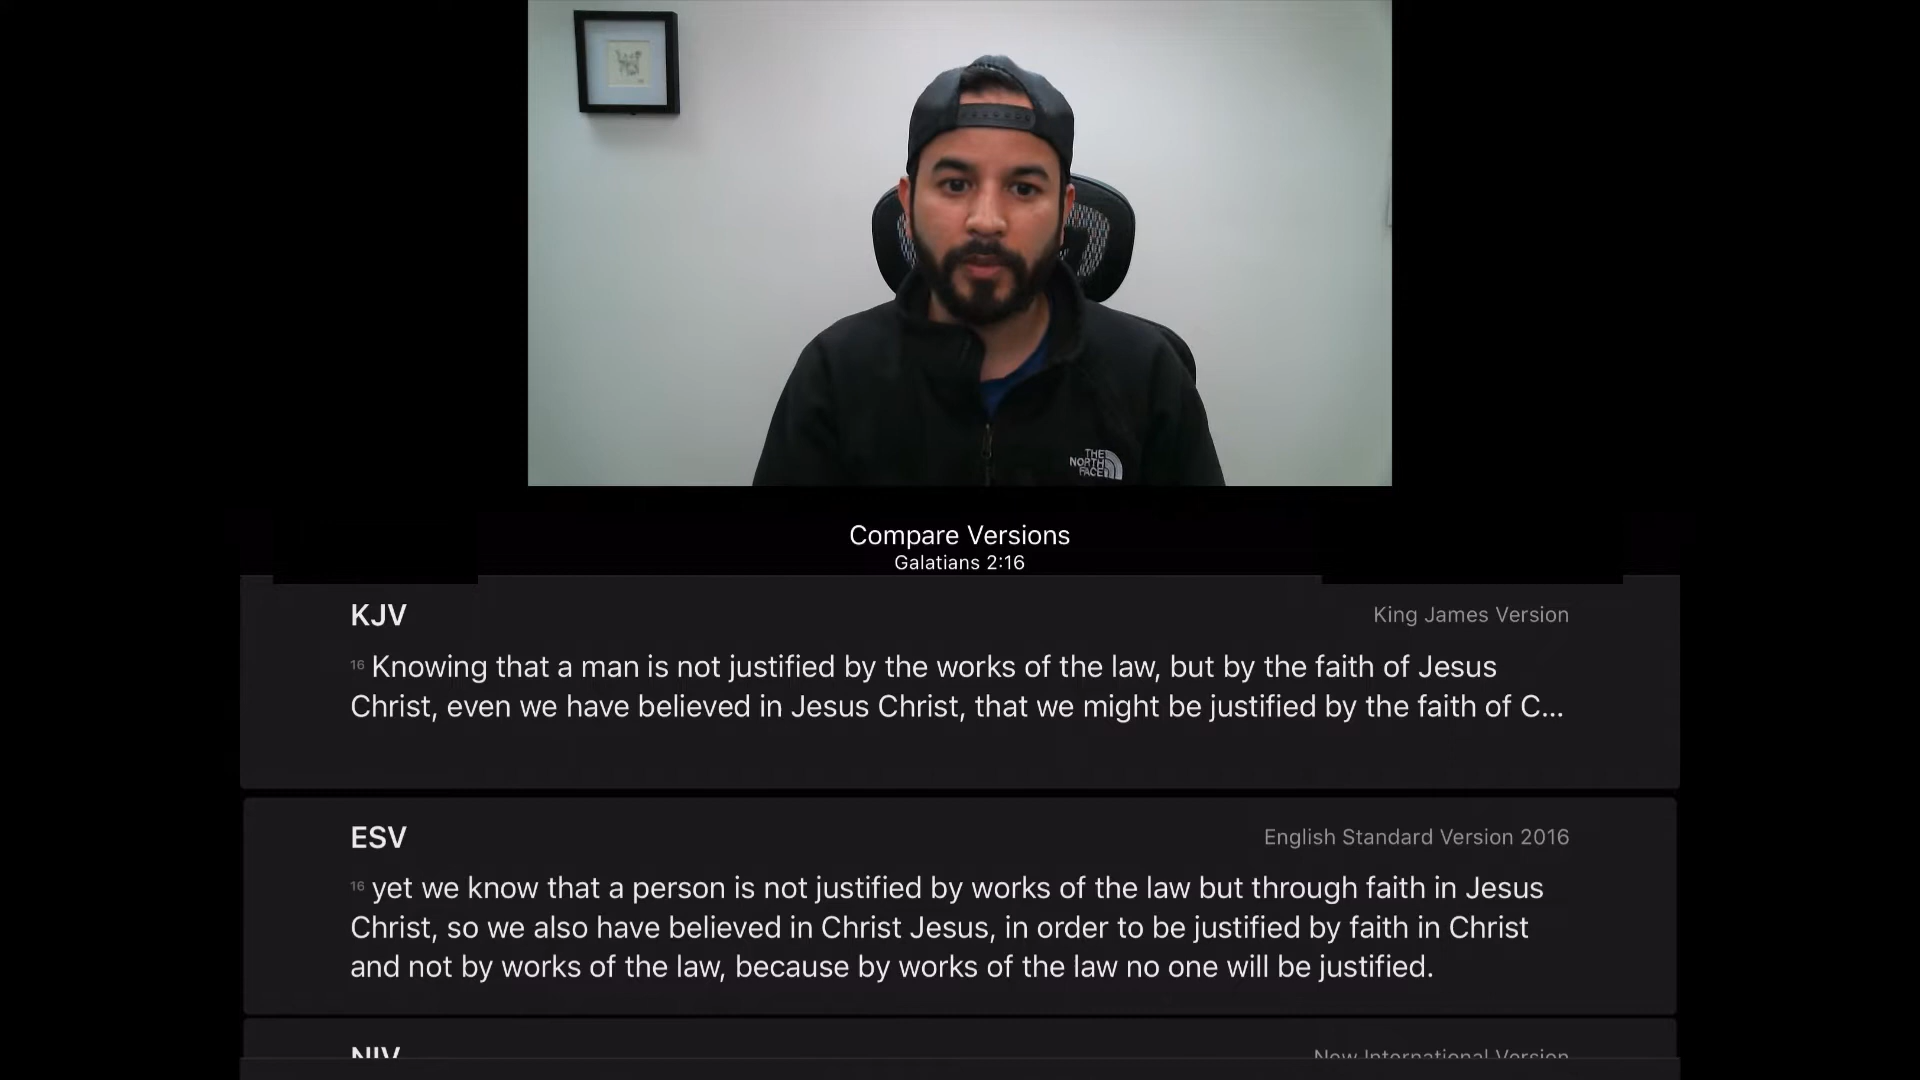 THE
NORTH
FACE
Compare Versions
Galatians 2:16
KJV
King James Version
16 Knowing that a man is not justified by the works of the law, but by the faith of Jesus
Christ, even we have believed in Jesus Christ, that we might be justified by the faith of C...
ESV
English Standard Version 2016
16 yet we know that a person is not justified by works of the law but through faith in Jesus
Christ, so we also have believed in Christ Jesus, in order to be justified by faith in Christ
and not by works of the law, because by works of the law no one will be justified.
NIV
New International Version